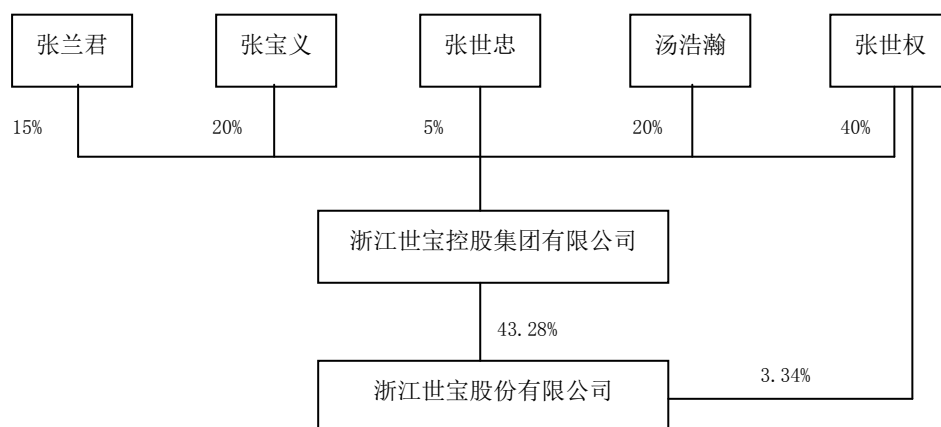 张兰君
张宝义
张世忠
汤浩瀚
张世权
15%
20%
5%
20%
40%
浙江世宝控股集团有限公司
43.28%
3.34%
浙江世宝股份有限公司